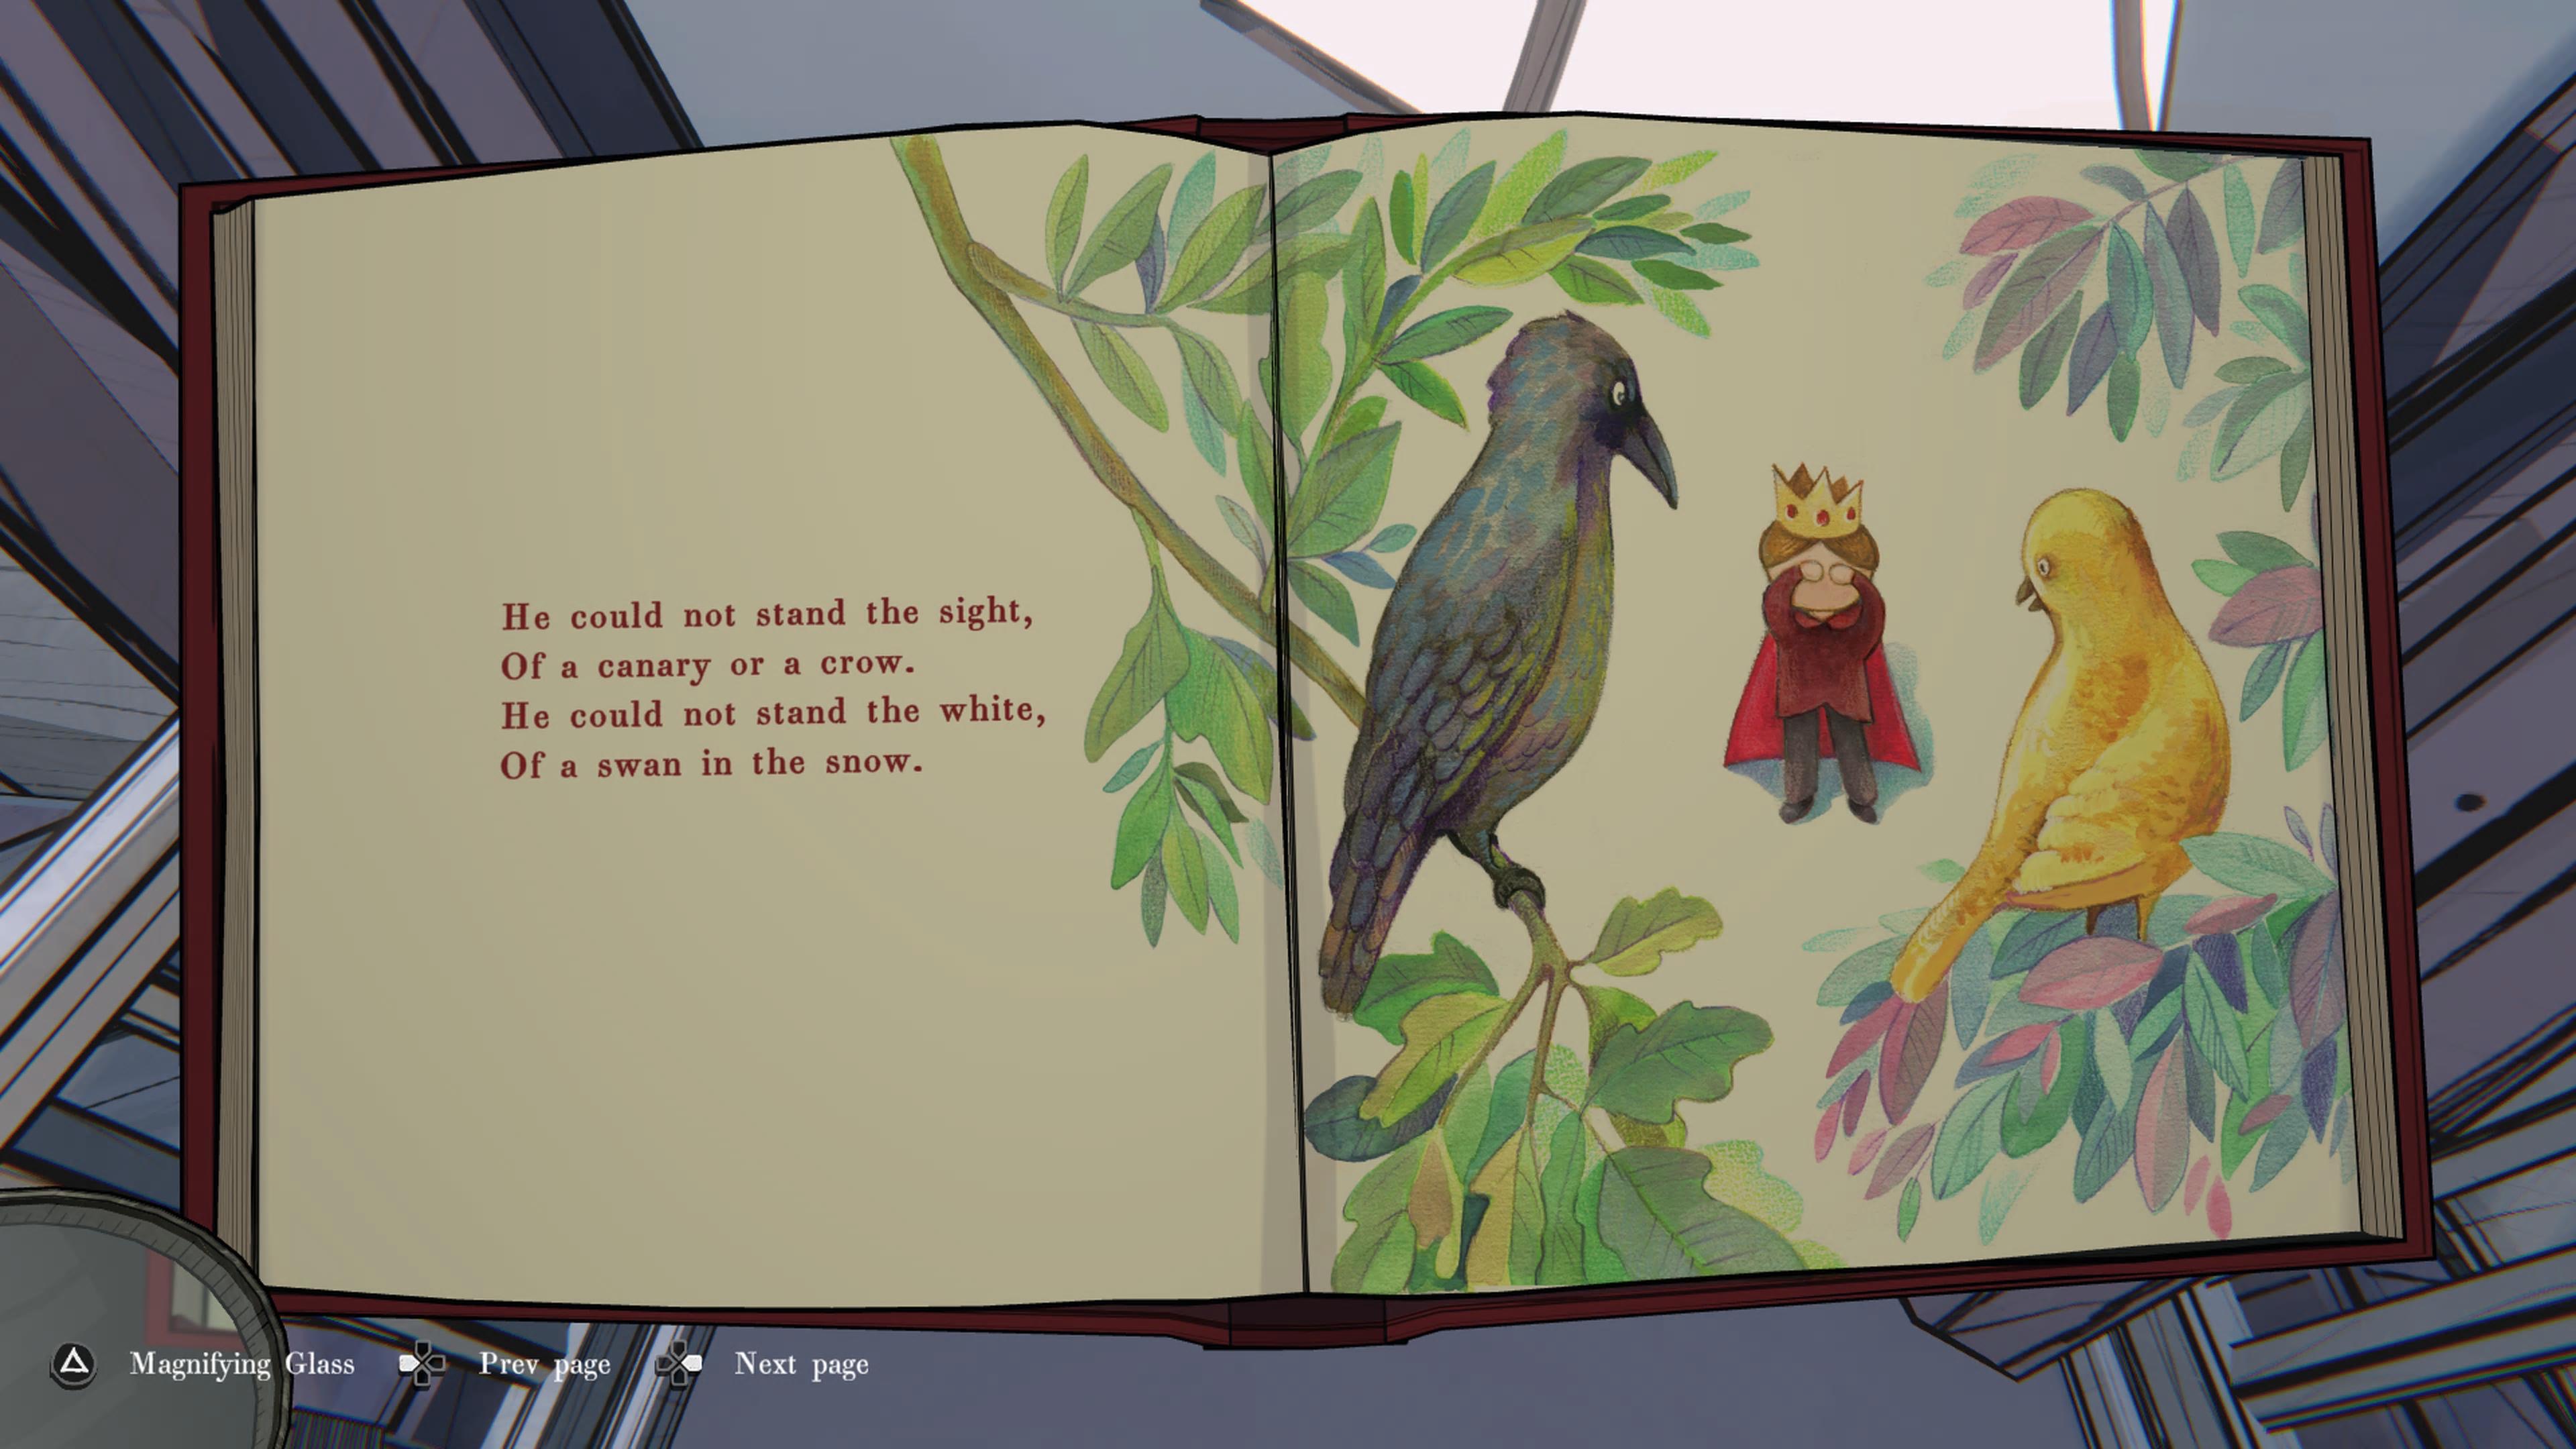 He could not stand the sight,
Of a canary or a crow.
He could not stand the white,
Of a swan in the snow.
Magnifying Glass
Prev page
Next page